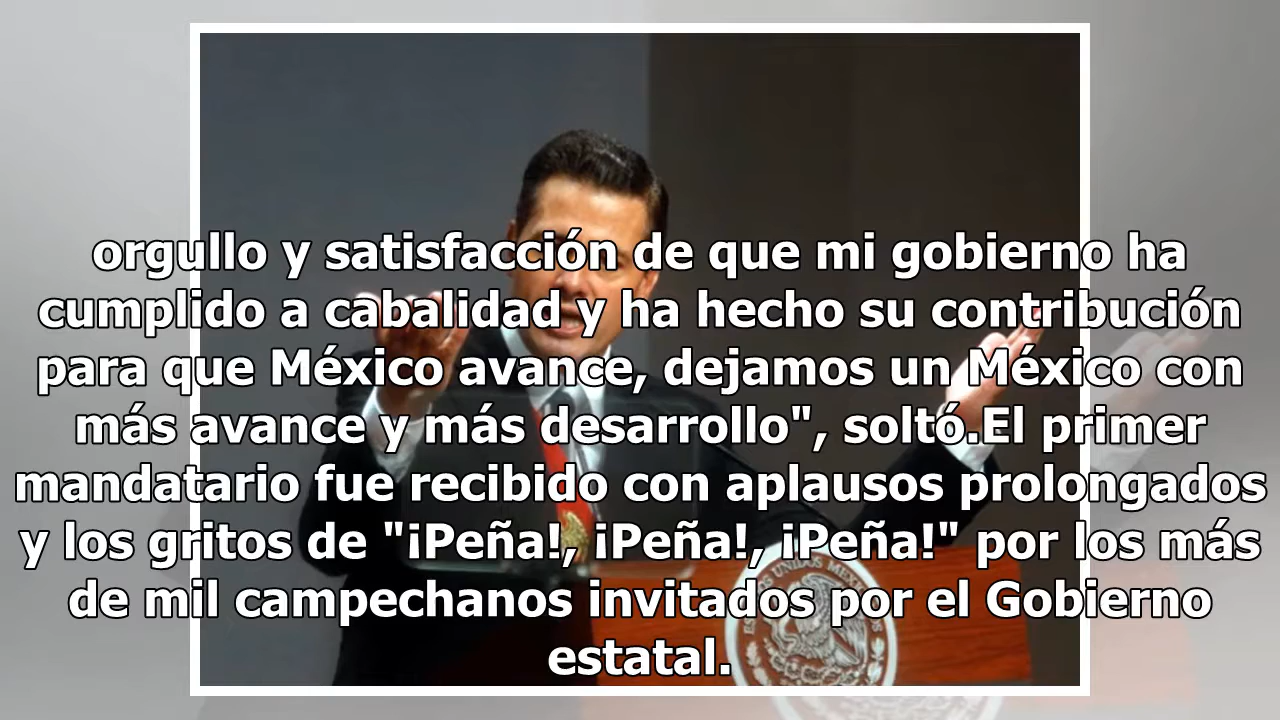 orgullo y satisfacción de que mi gobierno ha
cumplido a cabalidad y ha hecho su contribución
para que México avance, dejamos un México con
más avance y más desarrollo", soltó.El primer
mandatario fue recibido con aplausos prolongados
y los gritos de "¡Peña!, ¡Peña!, ¡Peña!" por los más
de mil campechanos invitados por el Gobierno
estatal.
UNIDOS MEXIC